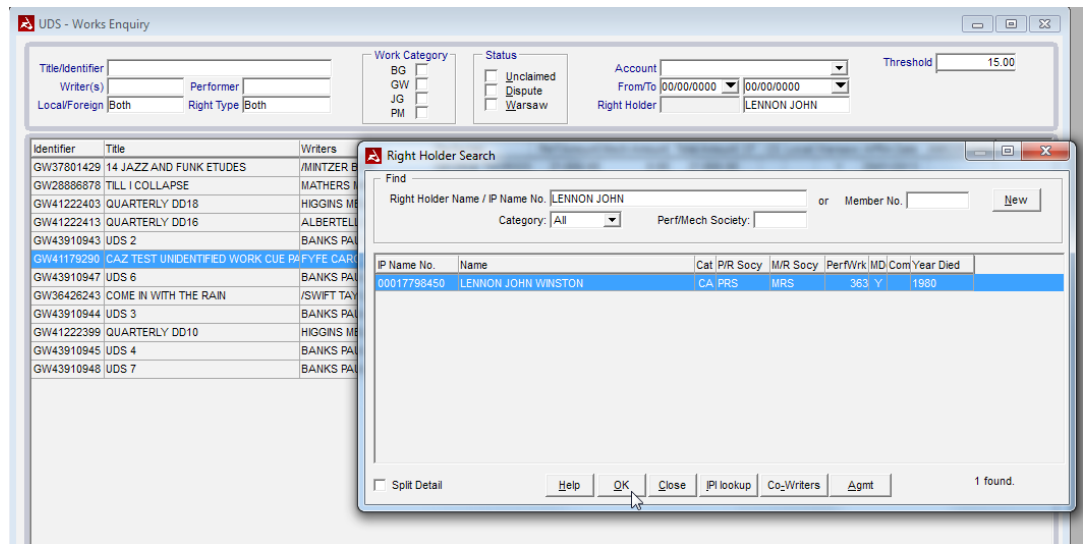 UDS - Works Enquiry
Title/Identifier
Writer(s) Performer
Local/Foreign Both Right Type Both
Work Category
BG
GW
JG
PM
Status
Unclaimed
Dispute
Warsaw
Account
From/To 00/00/0000 00/00/0000
Right Holder LENNON JOHN
Threshold 15.00
Identifier Title Writers
GW37801429 14 JAZZ AND FUNK ETUDES /MINTZER B
GW28886878 TILL I COLLAPSE MATHERS
GW41222403 QUARTERLY DD18 HIGGINS
GW41222413 QUARTERLY DD16 ALBERTELL
GW43910943 UDS 2 BANKS PAU
GW41179290 CAZ TEST UNIDENTIFIED WORK CUE PA FYFE CARO
GW43910947 UDS 6 BANKS PAU
GW36426243 COME IN WITH THE RAIN /SWIFT TAY
GW43910944 UDS 3 BANKS PAU
GW41222399 QUARTERLY DD10 HIGGINS
GW43910945 UDS 4 BANKS PAU
GW43910948 UDS 7 BANKS PAU
Right Holder Search
Find
Right Holder Name / IP Name No. LENNON JOHN or Member No. New
Category: All Perf/Mech Society:
IP Name No. Name Cat P/R Socy M/R Socy PerfWrk MD Com Year Died
00017798450 LENNON JOHN WINSTON CA PRS MRS 363 Y 1980
Split Detail Help OK Close IPI lookup Co-Writers Agmt 1 found.